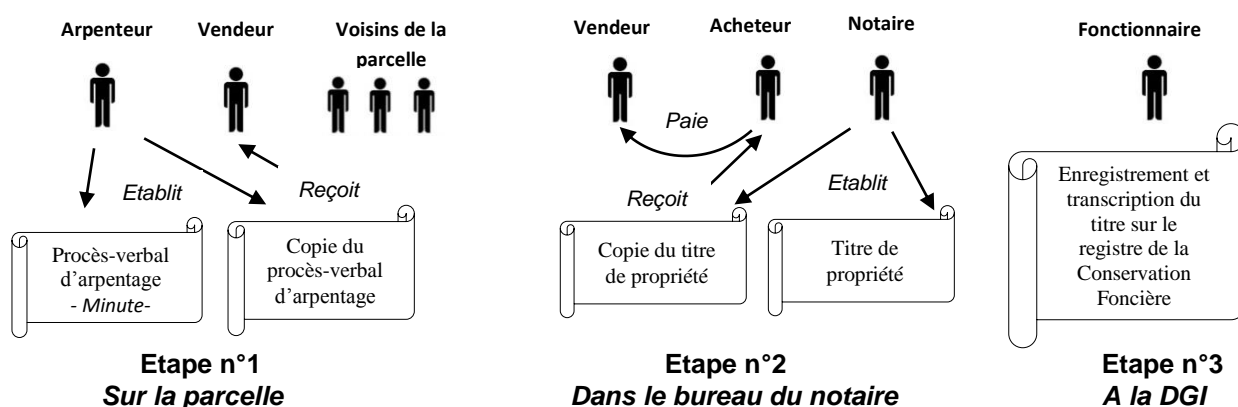 Arpenteur
Vendeur
Voisins de la
parcelle
Etablit
Reçoit
Procès-verbal
d’arpentage
- Minute-
Copie du
procès-verbal
d’arpentage
Etape n°1
Sur la parcelle
Vendeur
Acheteur
Notaire
Paie
Reçoit
Etablit
Copie du titre
de propriété
Titre de
propriété
Etape n°2
Dans le bureau du notaire
Fonctionnaire
Enregistrement et
transcription du
titre sur le
registre de la
Conservation
Foncière
Etape n°3
A la DGI